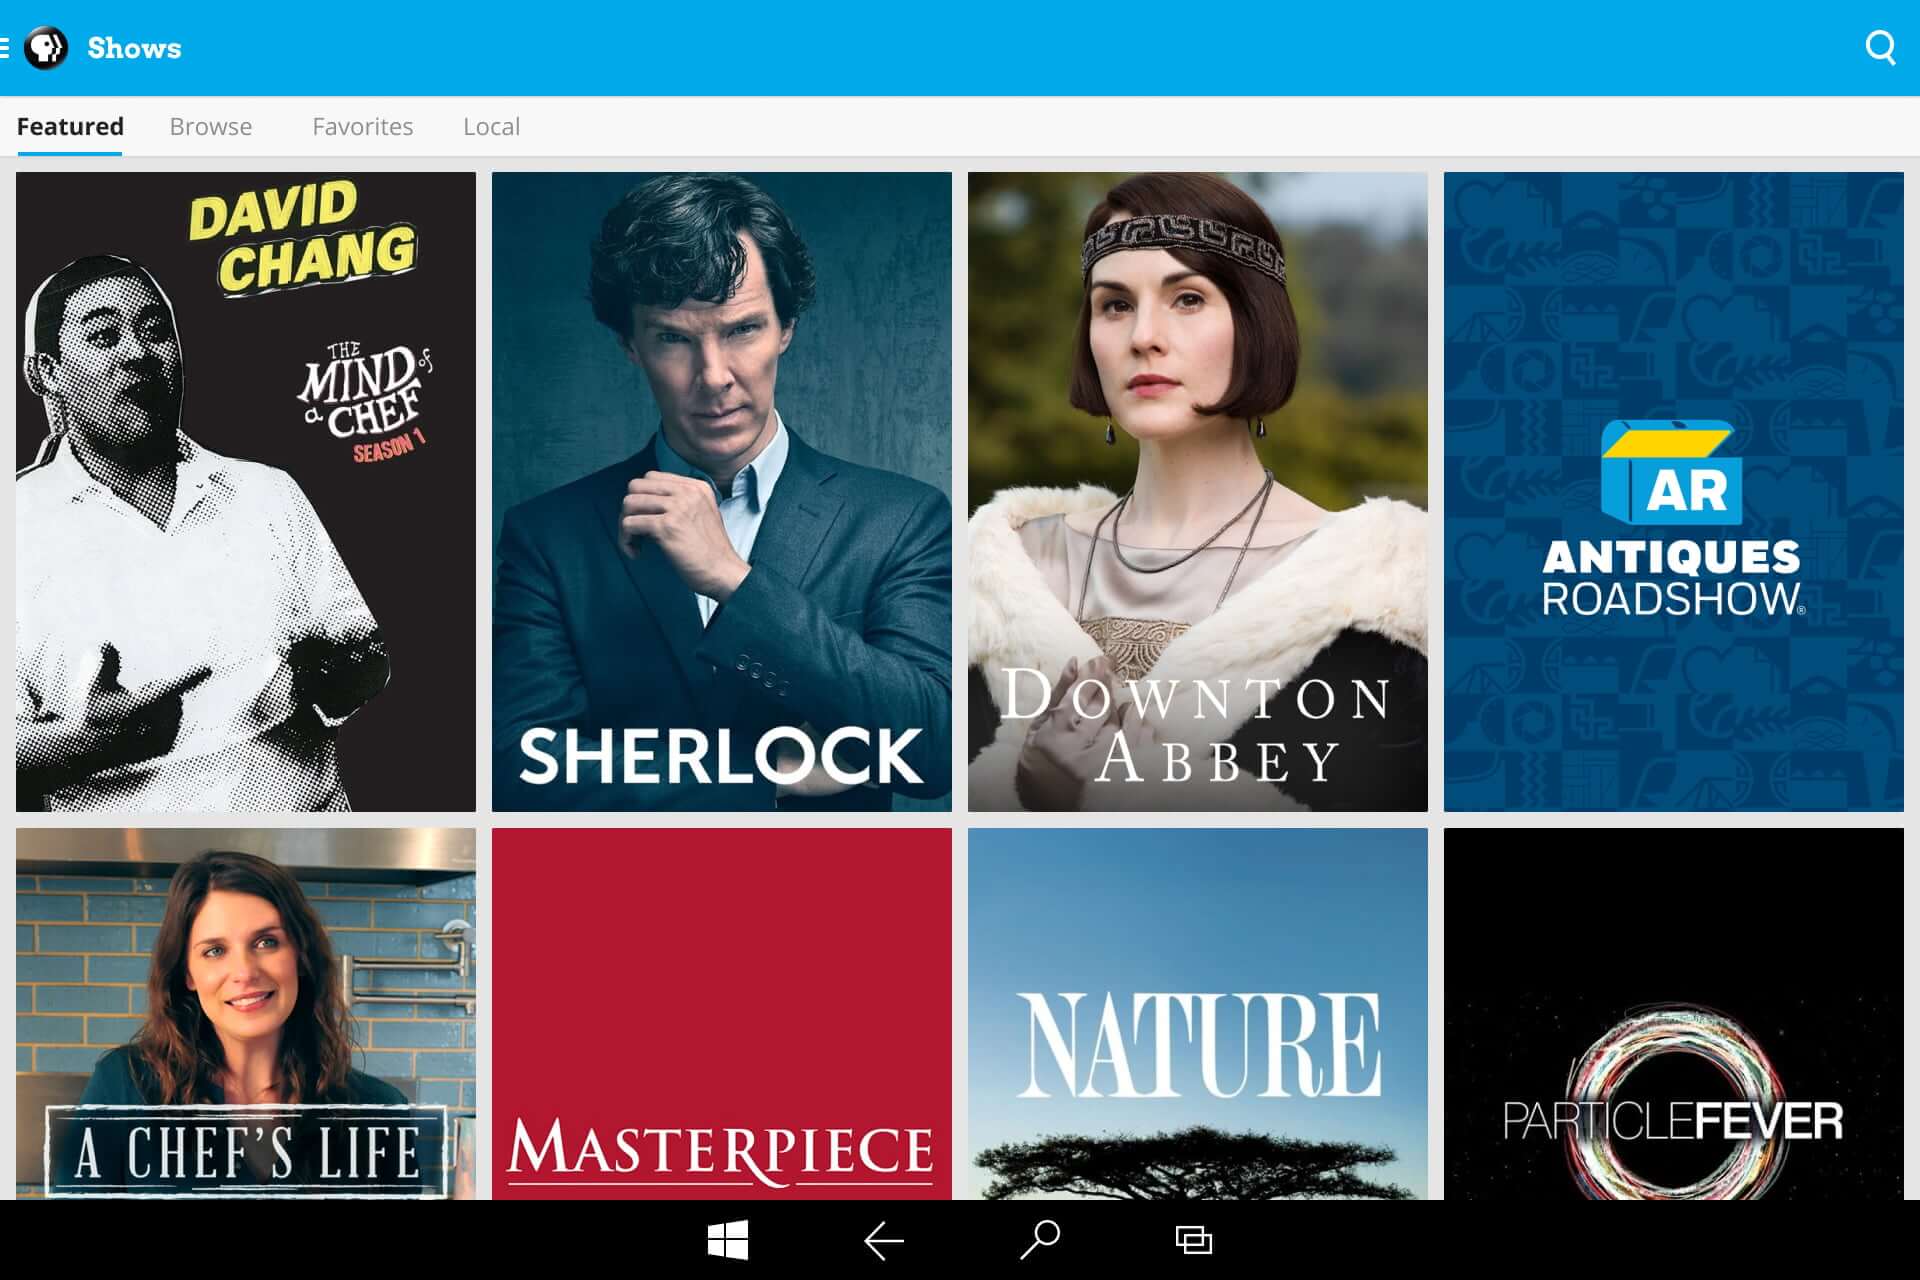 Shows
Featured
Browse
Favorites
Local
DAVID
CHANG
THE
MIND of
a CHEF
SEASON 1
SHERLOCK
DOWNTON
ABBEY
AR
ANTIQUES
ROADSHOW®
A CHEF'S LIFE
MASTERPIECE
NATURE
PARTICLEFEVER